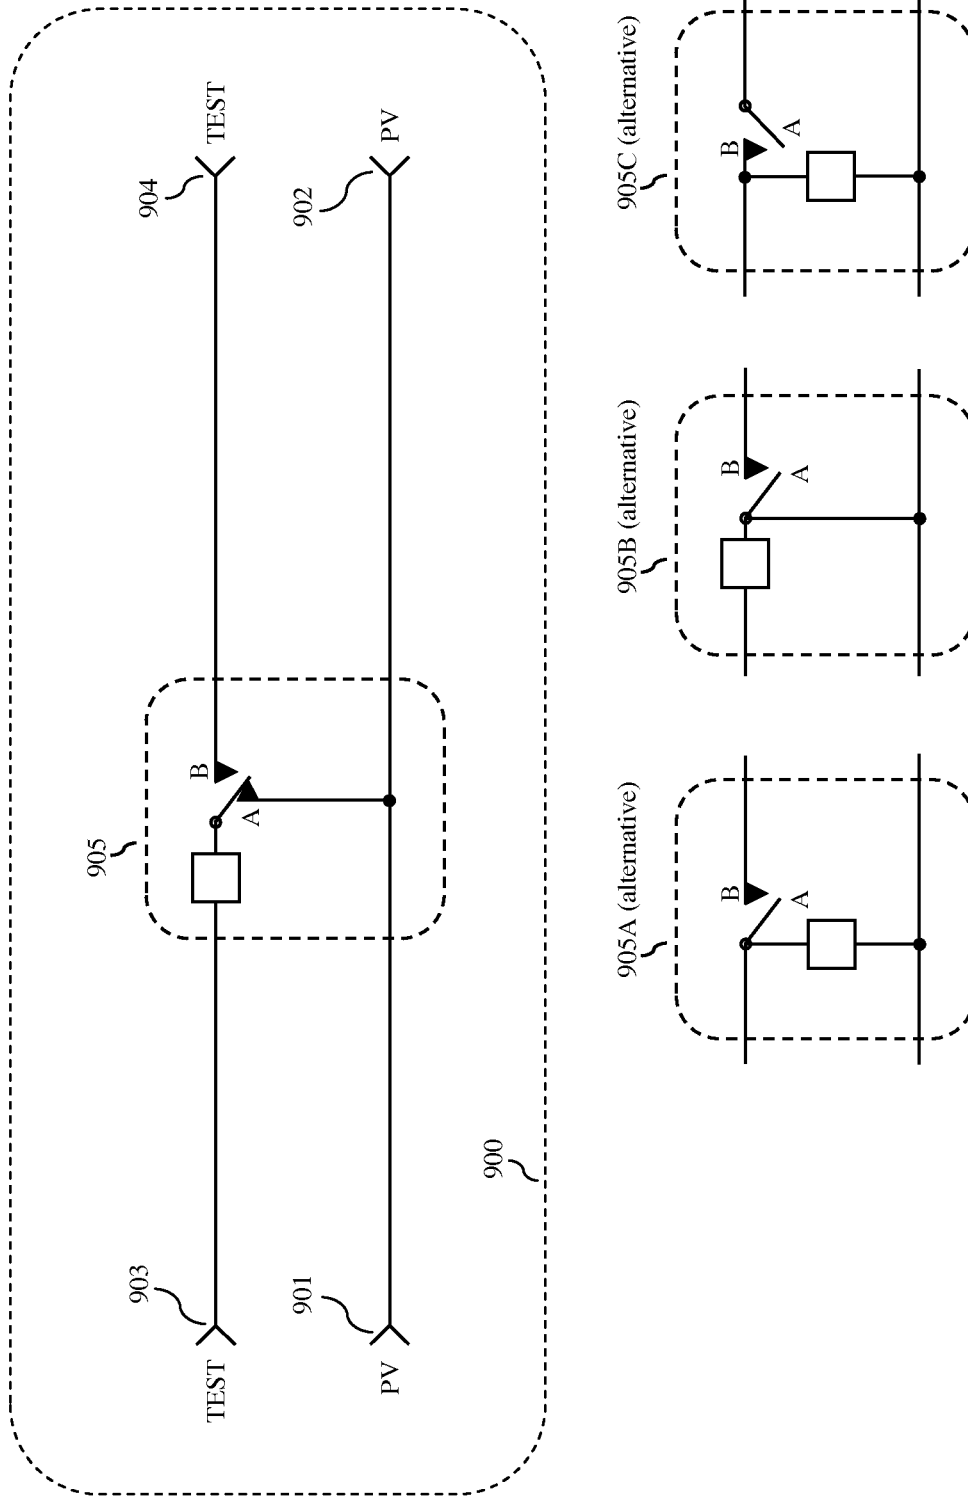 903
TEST
901
PV
905
A
B
904
TEST
902
PV
900
905A (alternative)
B
A
905B (alternative)
B
A
905C (alternative)
B
A